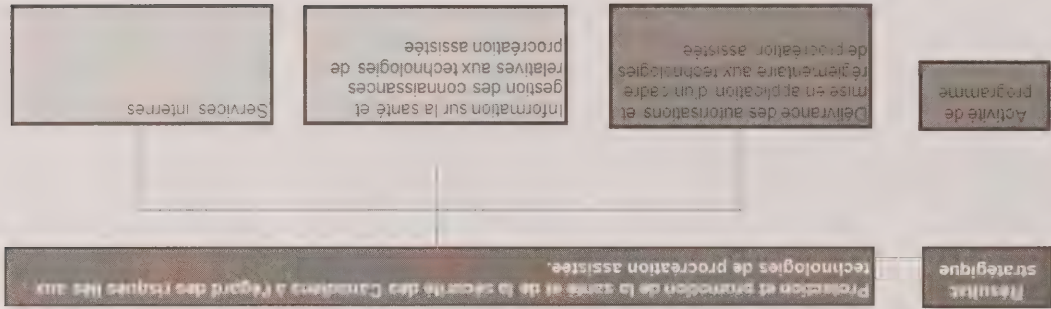 Résultat
stratégique
Protection et promotion de la santé et de la sécurité des Canadiens à l'égard des risques liés aux
technologies de procréation assistée.
Activité de
programme
Délivrance des autorisations et
mise en application d'un cadre
réglementaire aux technologies
de procréation assistée
Information sur la santé et
gestion des connaissances
relatives aux technologies de
procréation assistée
Services internes